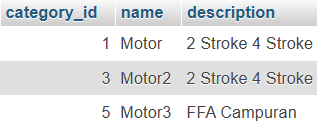 category_id name description
1 Motor 2 Stroke 4 Stroke
3 Motor2 2 Stroke 4 Stroke
5 Motor3 FFA Campuran